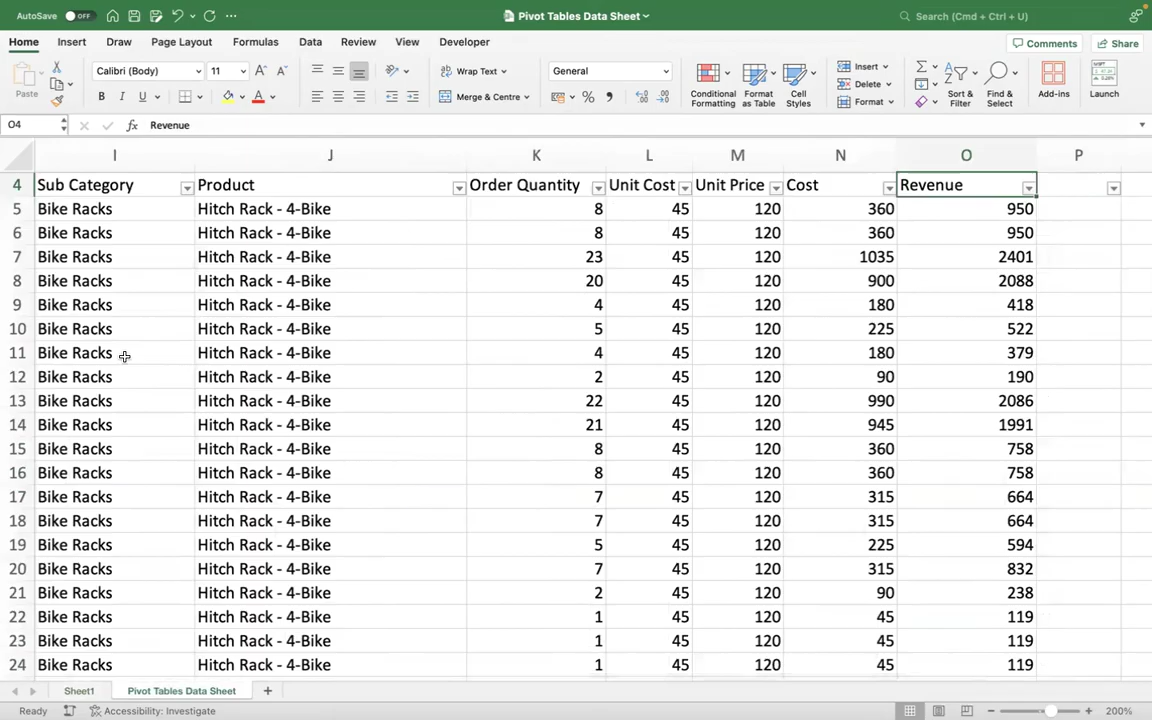 AutoSave OFF Pivot Tables Data Sheet Search (Cmd + Ctrl + U)
Home Insert Draw Page Layout Formulas Data Review View Developer Comments Share
Paste Calibri (Body) 11 A A Wrap Text General Conditional Formatting Format as Table Cell Styles Insert Sort & Filter Find & Select Add-ins Launch
B I U A Merge & Centre % Delete
Format
O4 fx Revenue
I J K L M N O P
4 Sub Category Product Order Quantity Unit Cost Unit Price Cost Revenue
5 Bike Racks Hitch Rack - 4-Bike 8 45 120 360 950
6 Bike Racks Hitch Rack - 4-Bike 8 45 120 360 950
7 Bike Racks Hitch Rack - 4-Bike 23 45 120 1035 2401
8 Bike Racks Hitch Rack - 4-Bike 20 45 120 900 2088
9 Bike Racks Hitch Rack - 4-Bike 4 45 120 180 418
10 Bike Racks Hitch Rack - 4-Bike 5 45 120 225 522
11 Bike Racks Hitch Rack - 4-Bike 4 45 120 180 379
12 Bike Racks Hitch Rack - 4-Bike 2 45 120 90 190
13 Bike Racks Hitch Rack - 4-Bike 22 45 120 990 2086
14 Bike Racks Hitch Rack - 4-Bike 21 45 120 945 1991
15 Bike Racks Hitch Rack - 4-Bike 8 45 120 360 758
16 Bike Racks Hitch Rack - 4-Bike 8 45 120 360 758
17 Bike Racks Hitch Rack - 4-Bike 7 45 120 315 664
18 Bike Racks Hitch Rack - 4-Bike 7 45 120 315 664
19 Bike Racks Hitch Rack - 4-Bike 5 45 120 225 594
20 Bike Racks Hitch Rack - 4-Bike 7 45 120 315 832
21 Bike Racks Hitch Rack - 4-Bike 2 45 120 90 238
22 Bike Racks Hitch Rack - 4-Bike 1 45 120 45 119
23 Bike Racks Hitch Rack - 4-Bike 1 45 120 45 119
24 Bike Racks Hitch Rack - 4-Bike 1 45 120 45 119
Sheet1 Pivot Tables Data Sheet
Ready Accessibility: Investigate 200%